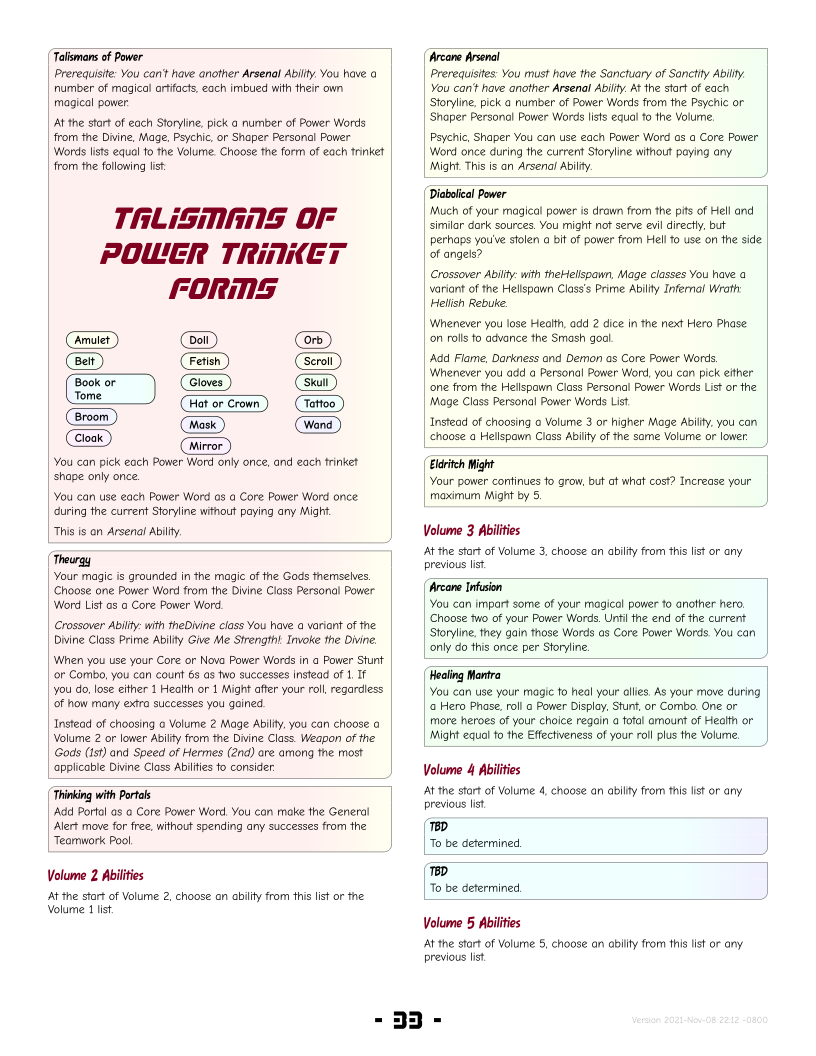 Talismans of Power
Prerequisite: You can't have another Arsenal Ability. You have a
number of magical artifacts, each imbued with their own
magical power.
At the start of each Storyline, pick a number of Power Words
from the Divine, Mage, Psychic, or Shaper Personal Power
Words lists equal to the Volume. Choose the form of each trinket
from the following list:
TALISMANS OF
POWER TRINKET
FORMS
Amulet
Belt
Book or
Tome
Broom
Cloak
Doll
Fetish
Gloves
Hat or Crown
Mask
Mirror
Orb
Scroll
Skull
Tattoo
Wand
You can pick each Power Word only once, and each trinket
shape only once.
You can use each Power Word as a Core Power Word once
during the current Storyline without paying any Might.
This is an Arsenal Ability.
Theurgy
Your magic is grounded in the magic of the Gods themselves.
Choose one Power Word from the Divine Class Personal Power
Word List as a Core Power Word.
Crossover Ability: with theDivine class You have a variant of the
Divine Class Prime Ability Give Me Strength!: Invoke the Divine.
When you use your Core or Nova Power Words in a Power Stunt
or Combo, you can count 6s as two successes instead of 1. If
you do, lose either 1 Health or 1 Might after your roll, regardless
of how many extra successes you gained.
Instead of choosing a Volume 2 Mage Ability, you can choose a
Volume 2 or lower Ability from the Divine Class. Weapon of the
Gods (1st) and Speed of Hermes (2nd) are among the most
applicable Divine Class Abilities to consider.
Thinking with Portals
Add Portal as a Core Power Word. You can make the General
Alert move for free, without spending any successes from the
Teamwork Pool.
Volume 2 Abilities
At the start of Volume 2, choose an ability from this list or the
Volume 1 list.
Arcane Arsenal
Prerequisites: You must have the Sanctuary of Sanctity Ability.
You can't have another Arsenal Ability. At the start of each
Storyline, pick a number of Power Words from the Psychic or
Shaper Personal Power Words lists equal to the Volume.
Psychic, Shaper You can use each Power Word as a Core Power
Word once during the current Storyline without paying any
Might. This is an Arsenal Ability.
Diabolical Power
Much of your magical power is drawn from the pits of Hell and
similar dark sources. You might not serve evil directly, but
perhaps you've stolen a bit of power from Hell to use on the side
of angels?
Crossover Ability: with theHellspawn, Mage classes You have a
variant of the Hellspawn Class's Prime Ability Infernal Wrath:
Hellish Rebuke.
Whenever you lose Health, add 2 dice in the next Hero Phase
on rolls to advance the Smash goal.
Add Flame, Darkness and Demon as Core Power Words.
Whenever you add a Personal Power Word, you can pick either
one from the Hellspawn Class Personal Power Words List or the
Mage Class Personal Power Words List.
Instead of choosing a Volume 3 or higher Mage Ability, you can
choose a Hellspawn Class Ability of the same Volume or lower.
Eldritch Might
Your power continues to grow, but at what cost? Increase your
maximum Might by 5.
Volume 3 Abilities
At the start of Volume 3, choose an ability from this list or any
previous list.
Arcane Infusion
You can impart some of your magical power to another hero.
Choose two of your Power Words. Until the end of the current
Storyline, they gain those Words as Core Power Words. You can
only do this once per Storyline.
Healing Mantra
You can use your magic to heal your allies. As your move during
a Hero Phase, roll a Power Display, Stunt, or Combo. One or
more heroes of your choice regain a total amount of Health or
Might equal to the Effectiveness of your roll plus the Volume.
Volume 4 Abilities
At the start of Volume 4, choose an ability from this list or any
previous list.
TBD
To be determined.
TBD
To be determined.
Volume 5 Abilities
At the start of Volume 5, choose an ability from this list or any
previous list.
- 33 -
Version 2021-Nov-08 22:12 -0800